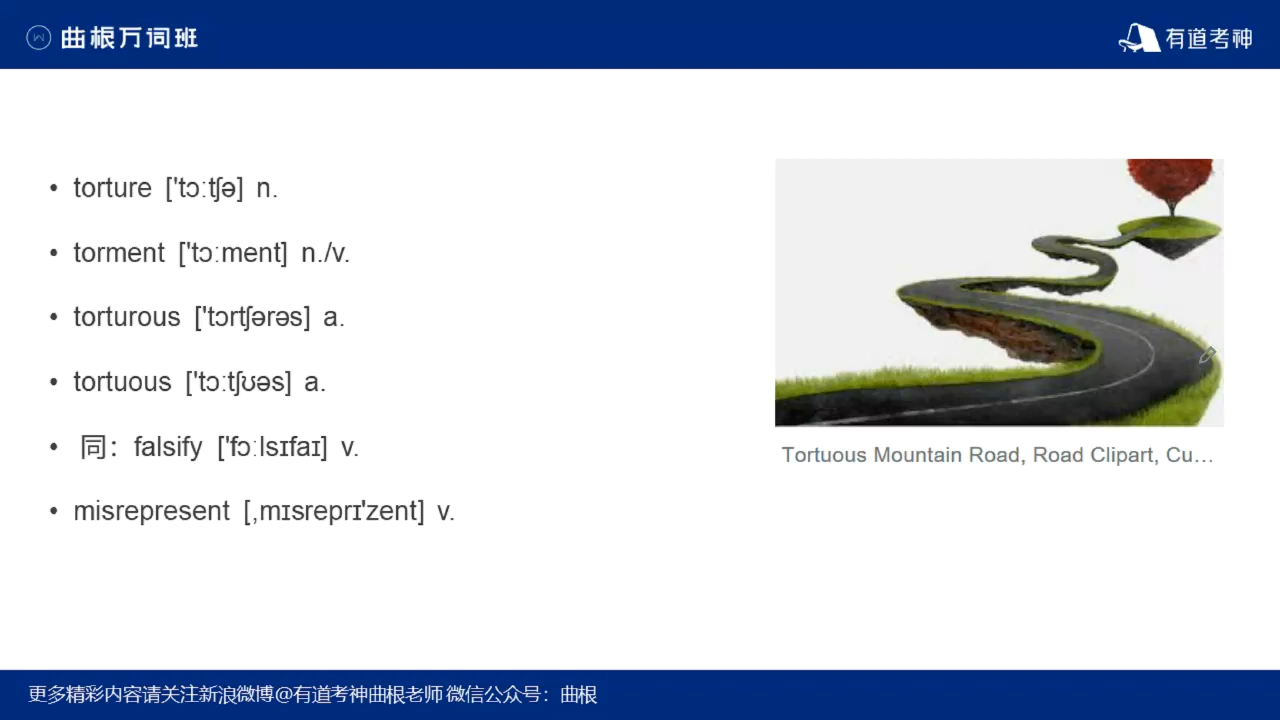 曲根万词班
有道考神
• torture ['tɔːtʃə] n.
• torment ['tɔːment] n./v.
• torturous ['tɔrtʃərəs] a.
• tortuous ['tɔːtʃʊəs] a.
• 同：falsify ['fɔːlsɪfaɪ] v.
• misrepresent [,mɪsreprɪ'zent] v.
Tortuous Mountain Road, Road Clipart, Cu...
更多精彩内容请关注新浪微博@有道考神曲根老师 微信公众号：曲根